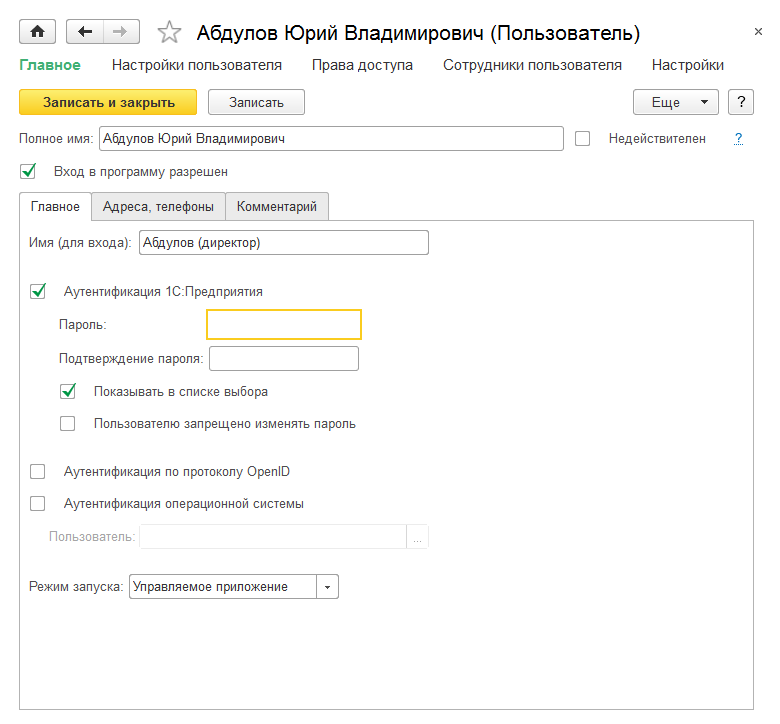 Абдулов Юрий Владимирович (Пользователь)
Главное Настройки пользователя Права доступа Сотрудники пользователя Настройки
Записать и закрыть Записать Еще ?
Полное имя: Абдулов Юрий Владимирович Недействителен ?
Вход в программу разрешен
Главное Адреса, телефоны Комментарий
Имя (для входа): Абдулов (директор)
Аутентификация 1С:Предприятия
Пароль:
Подтверждение пароля:
Показывать в списке выбора
Пользователю запрещено изменять пароль
Аутентификация по протоколу OpenID
Аутентификация операционной системы
Пользователь: ...
Режим запуска: Управляемое приложение